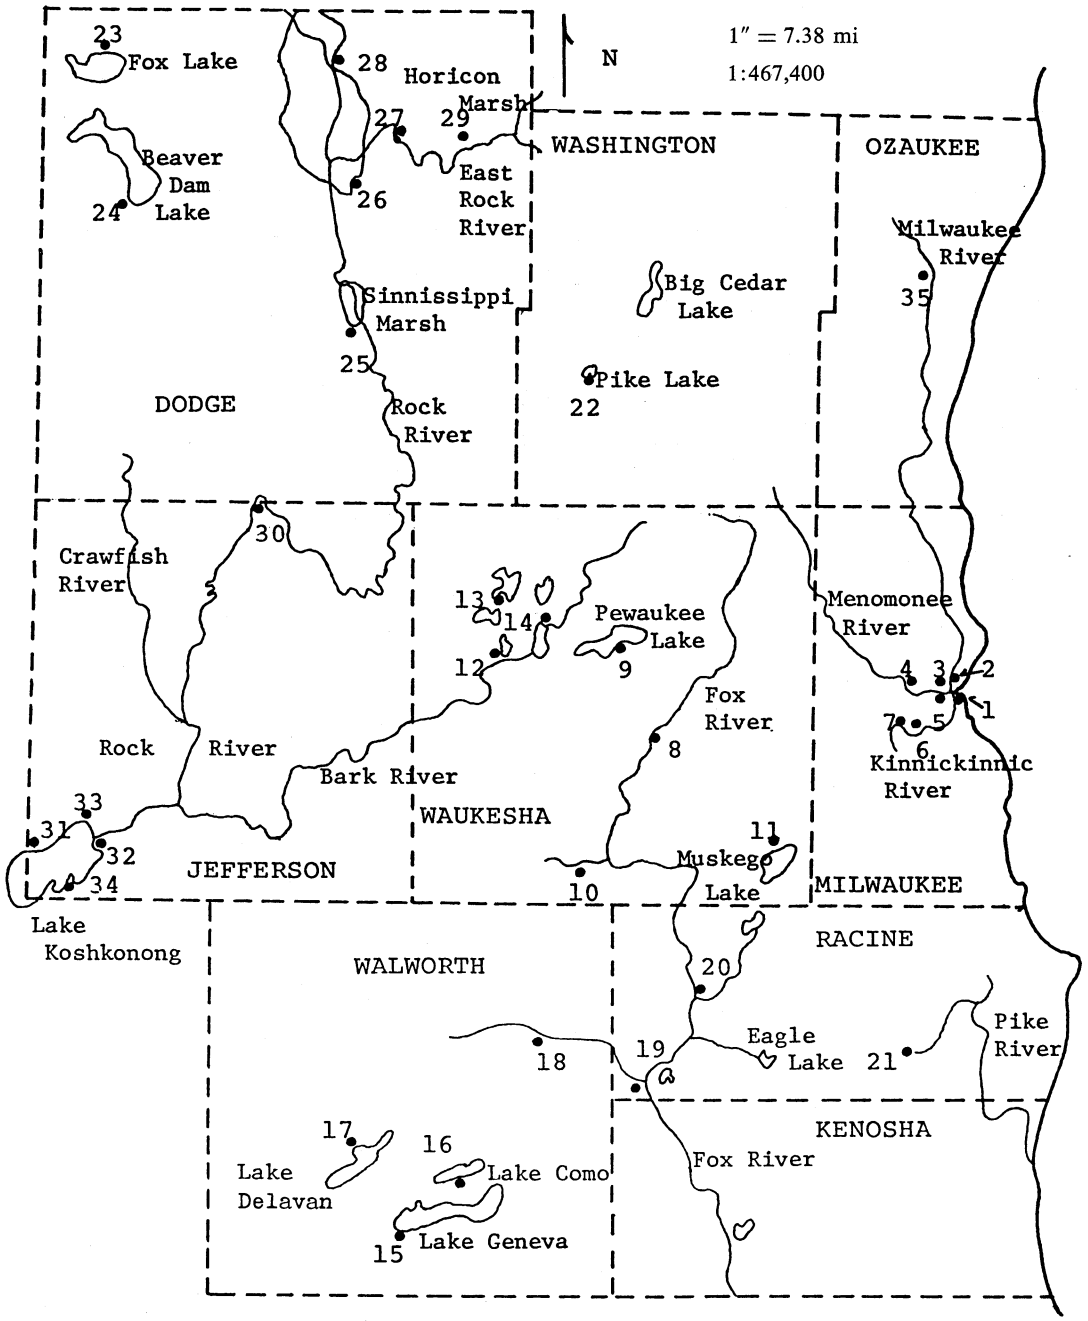 23
Fox Lake
28
Horicon
Marsh
27
29
N
1″ = 7.38 mi
1:467,400
WASHINGTON
OZAUKEE
Beaver
Dam
Lake
24
26
East
Rock
River
Milwaukee
River
35
Sinnissippi
Marsh
25
Big Cedar
Lake
Pike Lake
22
DODGE
Rock
River
30
Crawfish
River
13
14
12
Pewaukee
Lake
9
Menomonee
River
4
3
2
1
7
5
6
Kinnickinnic
River
Fox
River
8
Rock River
Bark River
WAUKESHA
33
31
32
34
JEFFERSON
11
Muskego
Lake
10
MILWAUKEE
Lake
Koshkonong
WALWORTH
RACINE
20
18
19
Eagle
Lake
21
Pike
River
KENOSHA
17
16
Lake
Delavan
Lake Como
Fox River
15
Lake Geneva